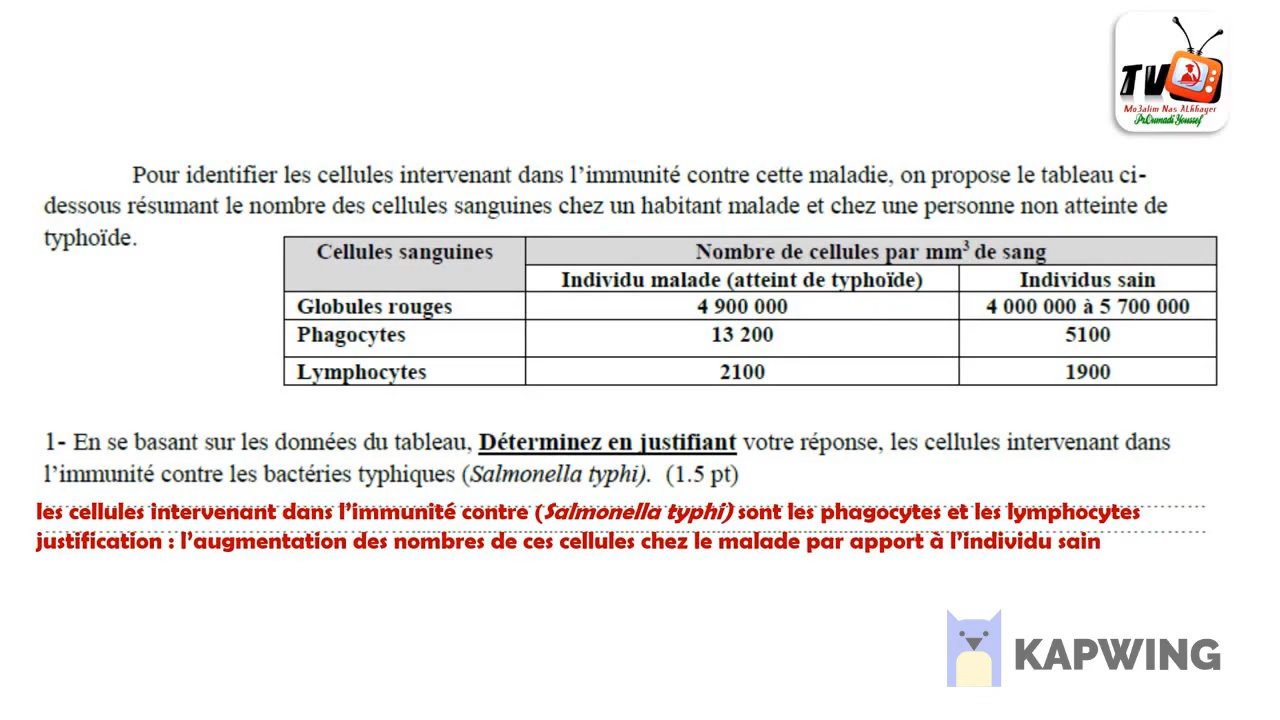 TV
Mo3alim Nas ALkhayer
Pr.Oumadi Youssef
Pour identifier les cellules intervenant dans l’immunité contre cette maladie, on propose le tableau ci-
dessous résumant le nombre des cellules sanguines chez un habitant malade et chez une personne non atteinte de
typhoïde.
Cellules sanguines
Nombre de cellules par mm³ de sang
Individu malade (atteint de typhoïde)
Individus sain
Globules rouges
4 900 000
4 000 000 à 5 700 000
Phagocytes
13 200
5100
Lymphocytes
2100
1900
1- En se basant sur les données du tableau, Déterminez en justifiant votre réponse, les cellules intervenant dans
l’immunité contre les bactéries typhiques (Salmonella typhi). (1.5 pt)
les cellules intervenant dans l’immunité contre (Salmonella typhi) sont les phagocytes et les lymphocytes
justification : l’augmentation des nombres de ces cellules chez le malade par apport à l’individu sain
KAPWING